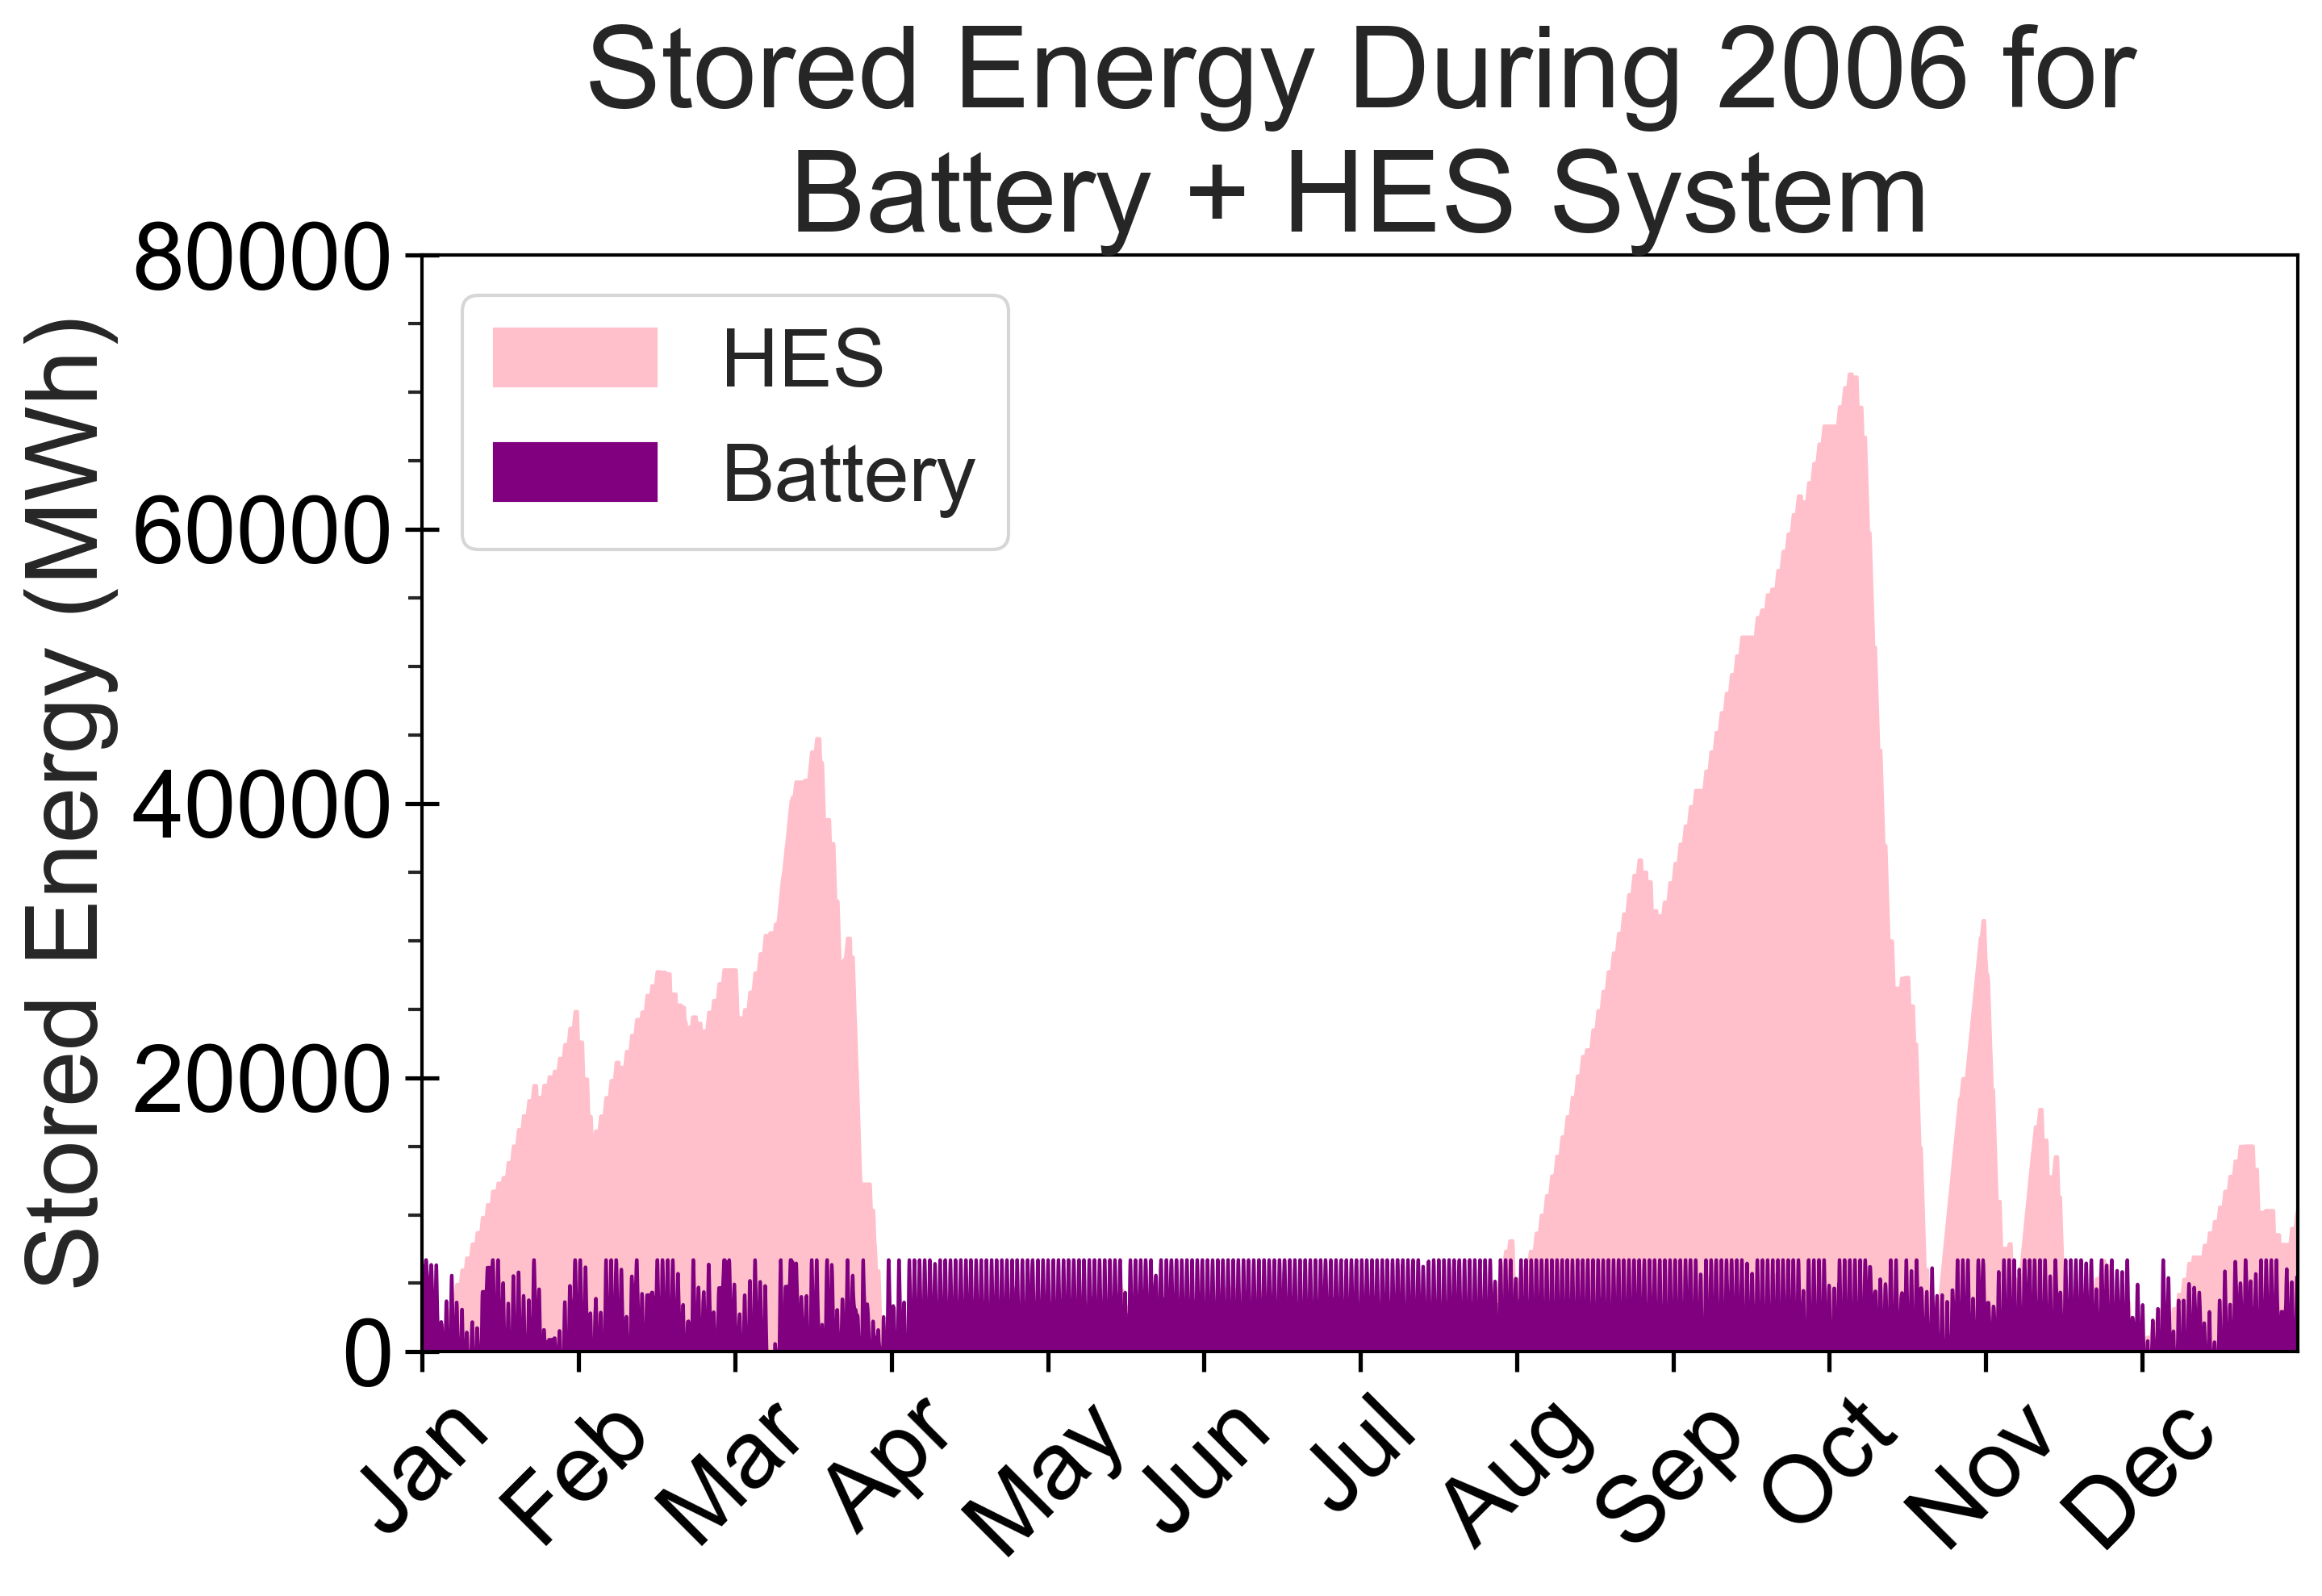 Stored Energy During 2006 for
Battery + HES System
Stored Energy (MWh)
80000
60000
40000
20000
0
HES
Battery
Jan
Feb
Mar
Apr
May
Jun
Jul
Aug
Sep
Oct
Nov
Dec